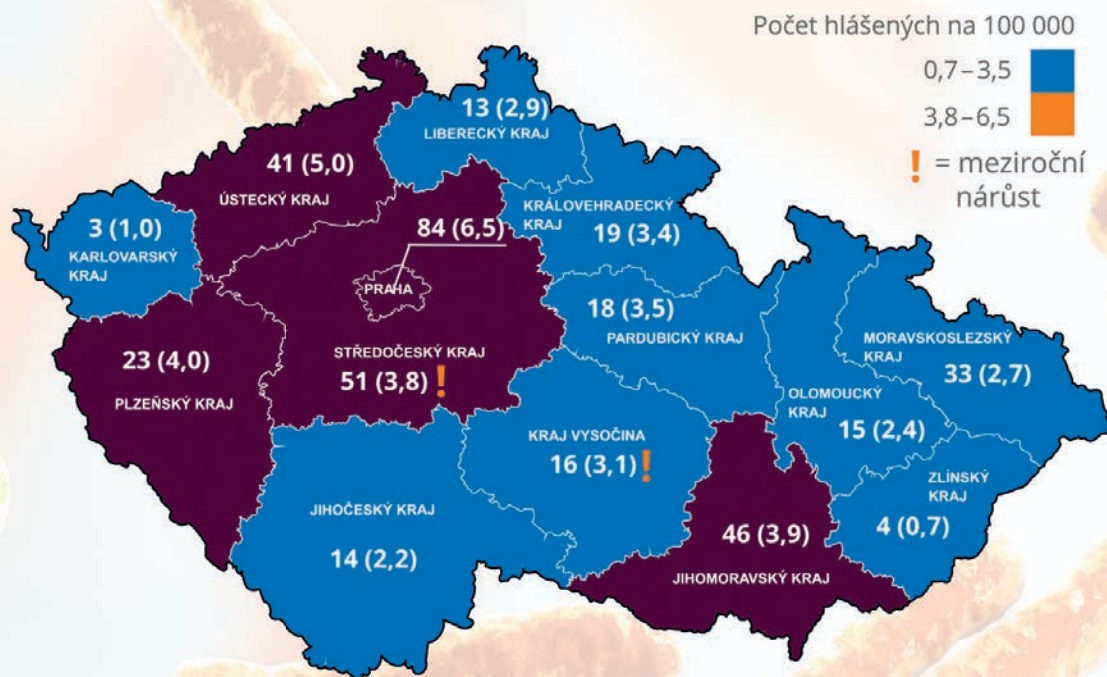 Počet hlášených na 100 000
0,7–3,5
3,8–6,5
! = meziroční
nárůst
13 (2,9)
LIBERECKÝ KRAJ
41 (5,0)
ÚSTECKÝ KRAJ
3 (1,0)
KARLOVARSKÝ
KRAJ
84 (6,5)
PRAHA
KRÁLOVEHRADECKÝ
KRAJ
19 (3,4)
18 (3,5)
PARDUBICKÝ KRAJ
23 (4,0)
PLZEŇSKÝ KRAJ
STŘEDOČESKÝ KRAJ
51 (3,8) !
MORAVSKOSLEZSKÝ
KRAJ
33 (2,7)
OLOMOUCKÝ
KRAJ
15 (2,4)
KRAJ VYSOČINA
16 (3,1) !
ZLÍNSKÝ
KRAJ
4 (0,7)
JIHOČESKÝ KRAJ
14 (2,2)
46 (3,9)
JIHOMORAVSKÝ KRAJ